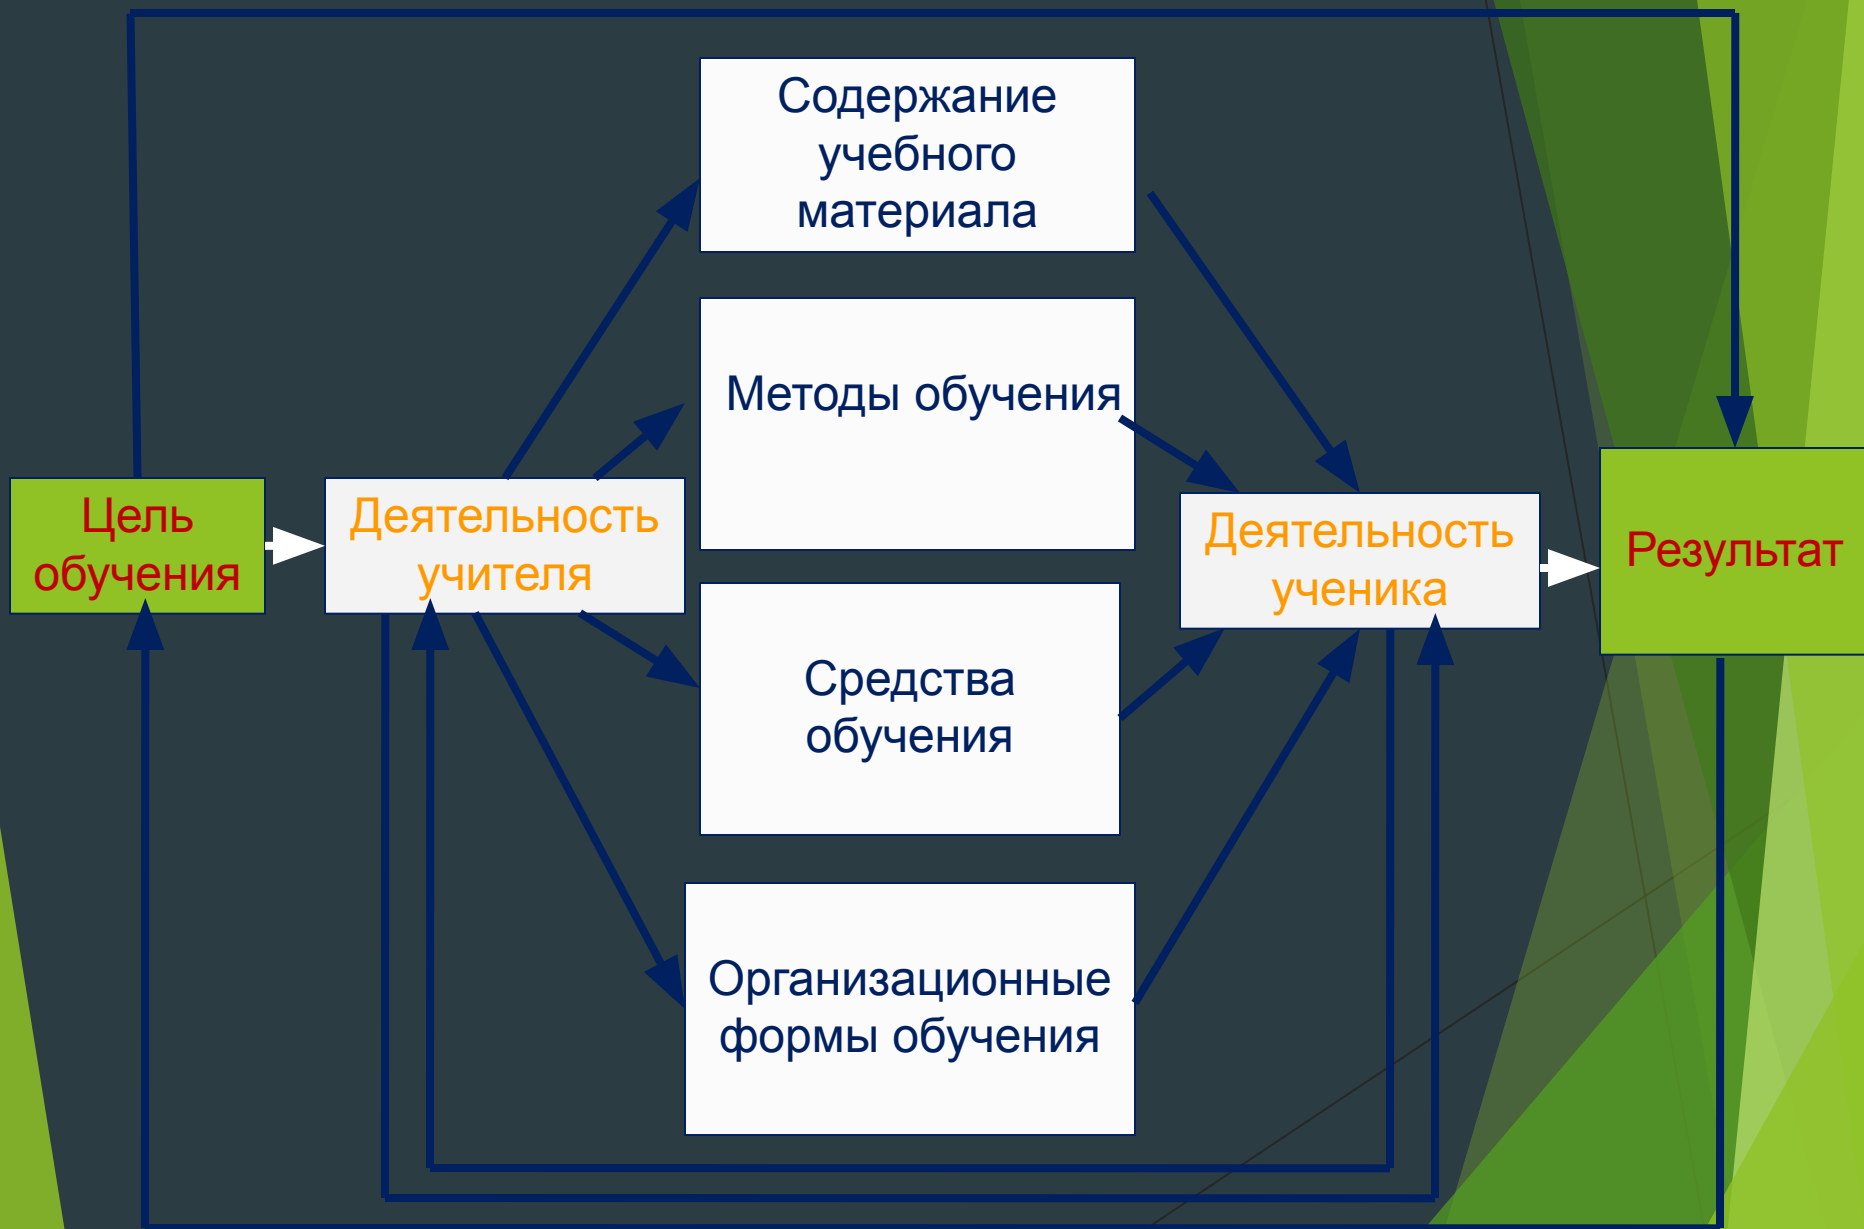 Содержание
учебного
материала
Методы обучения
Цель
обучения
Деятельность
учителя
Деятельность
ученика
Результат
Средства
обучения
Организационные
формы обучения